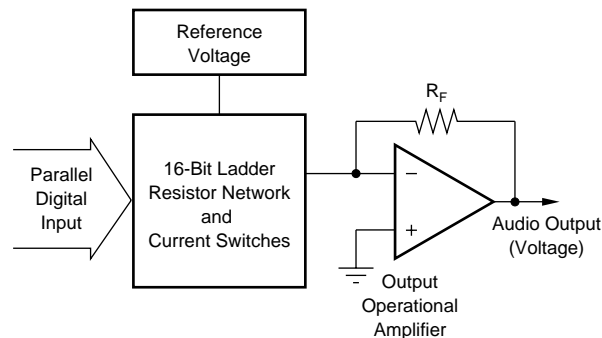 Reference
Voltage
R_F
Parallel
Digital
Input
16-Bit Ladder
Resistor Network
and
Current Switches
−
+
Audio Output
(Voltage)
Output
Operational
Amplifier